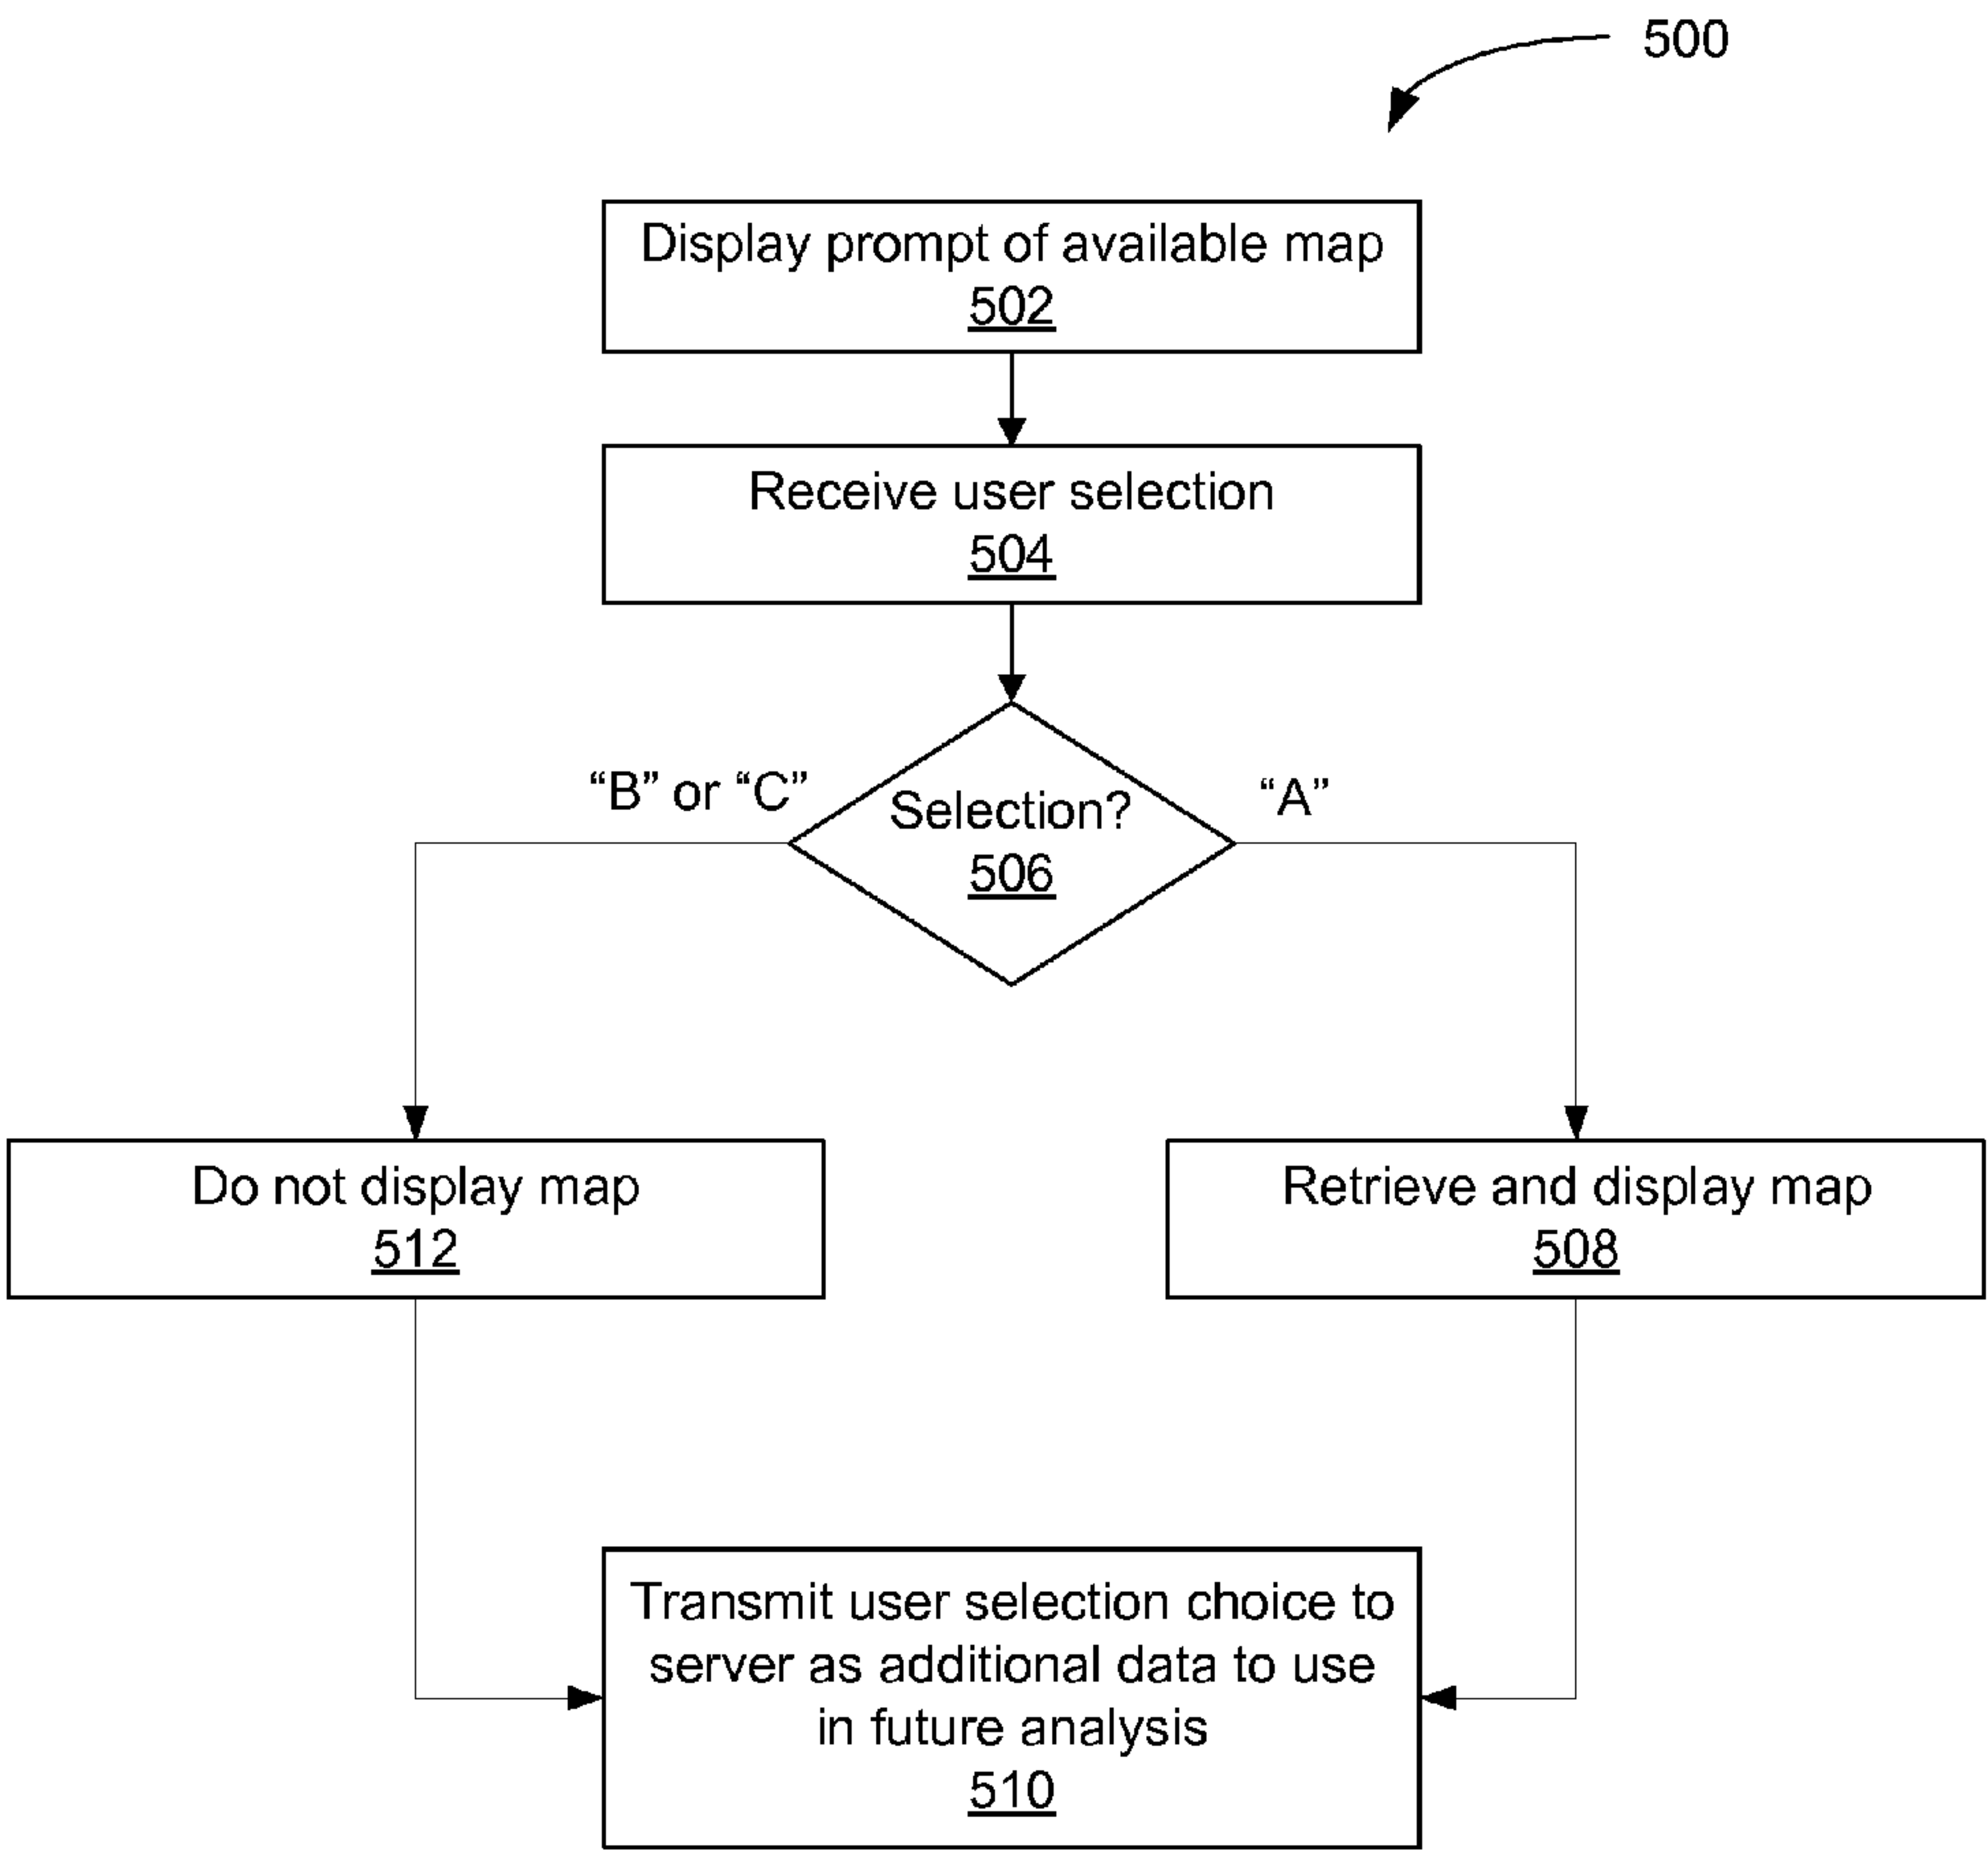 500
Display prompt of available map
502
Receive user selection
504
“B” or “C”
Selection?
506
“A”
Do not display map
512
Retrieve and display map
508
Transmit user selection choice to
server as additional data to use
in future analysis
510